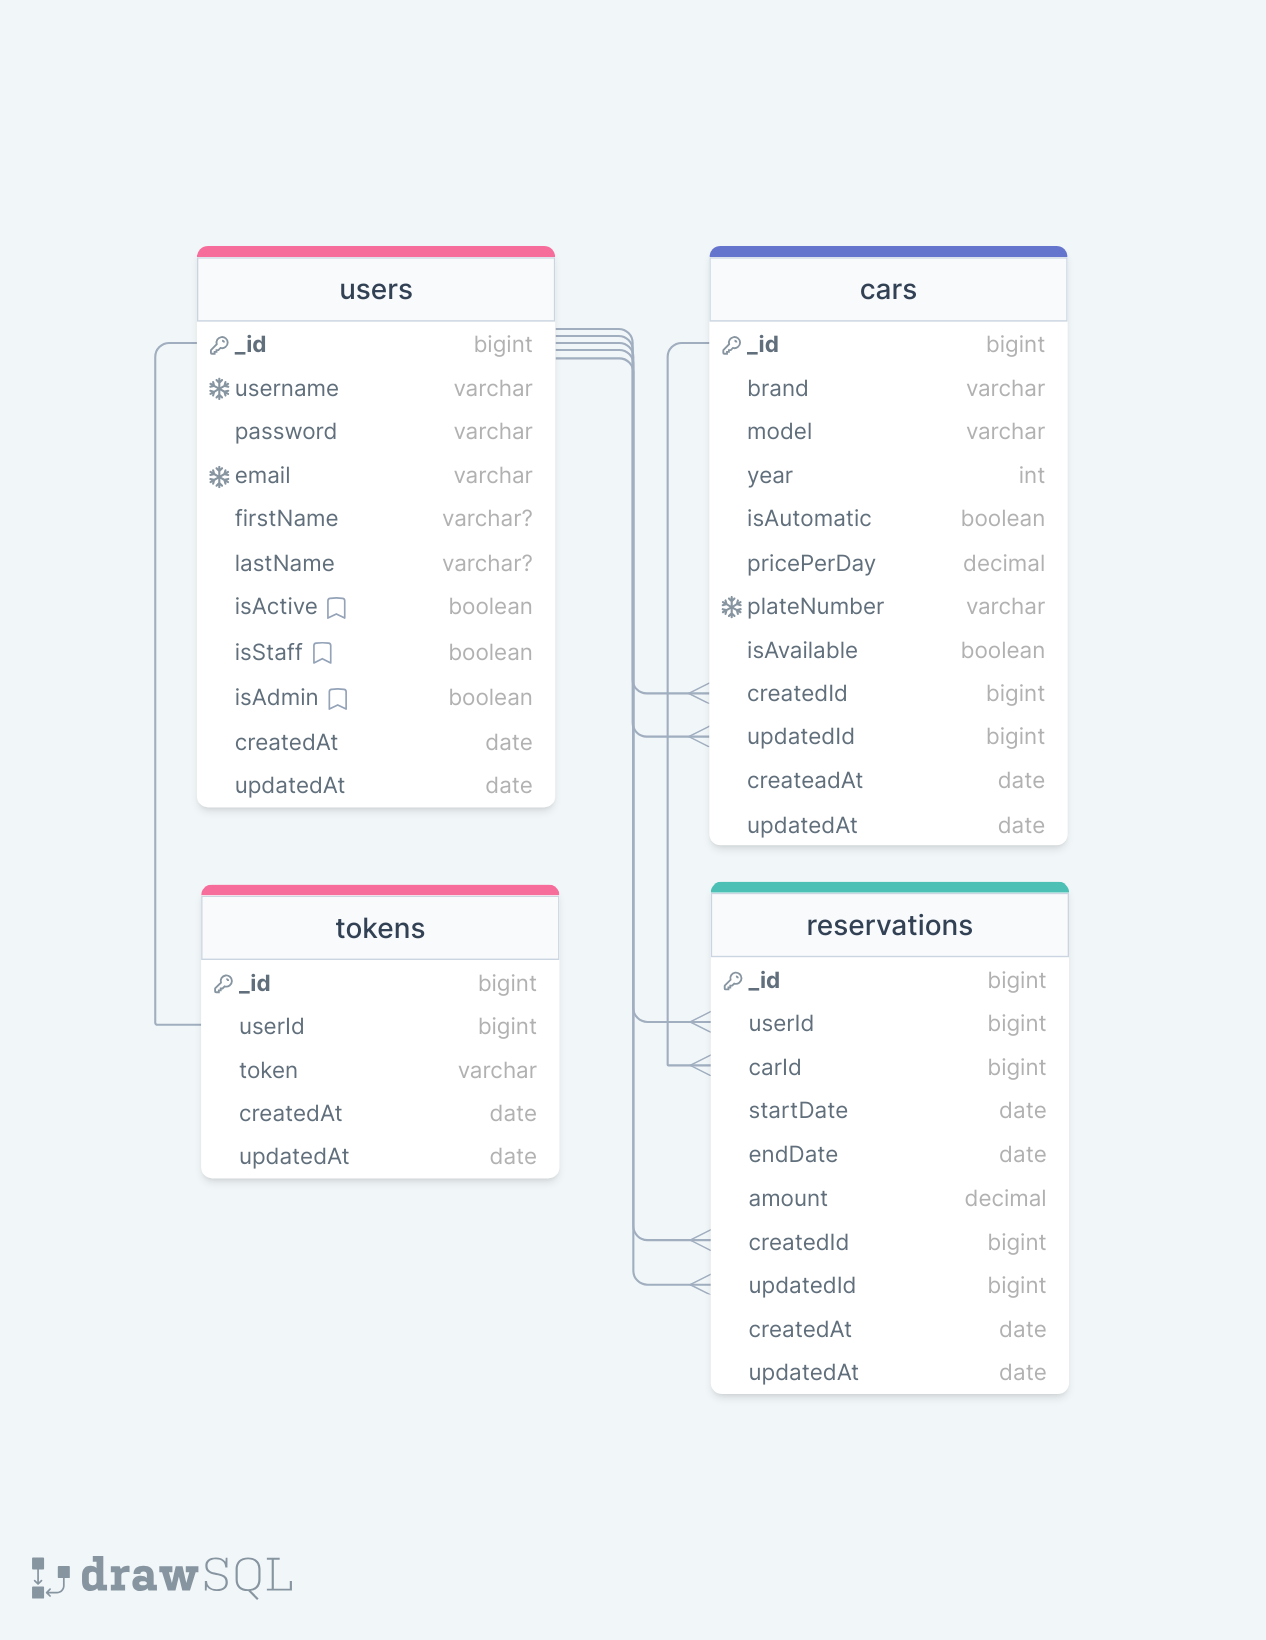 users
_id bigint
username varchar
password varchar
email varchar
firstName varchar?
lastName varchar?
isActive boolean
isStaff boolean
isAdmin boolean
createdAt date
updatedAt date
cars
_id bigint
brand varchar
model varchar
year int
isAutomatic boolean
pricePerDay decimal
plateNumber varchar
isAvailable boolean
createdId bigint
updatedId bigint
createadAt date
updatedAt date
tokens
_id bigint
userId bigint
token varchar
createdAt date
updatedAt date
reservations
_id bigint
userId bigint
carId bigint
startDate date
endDate date
amount decimal
createdId bigint
updatedId bigint
createdAt date
updatedAt date
drawSQL